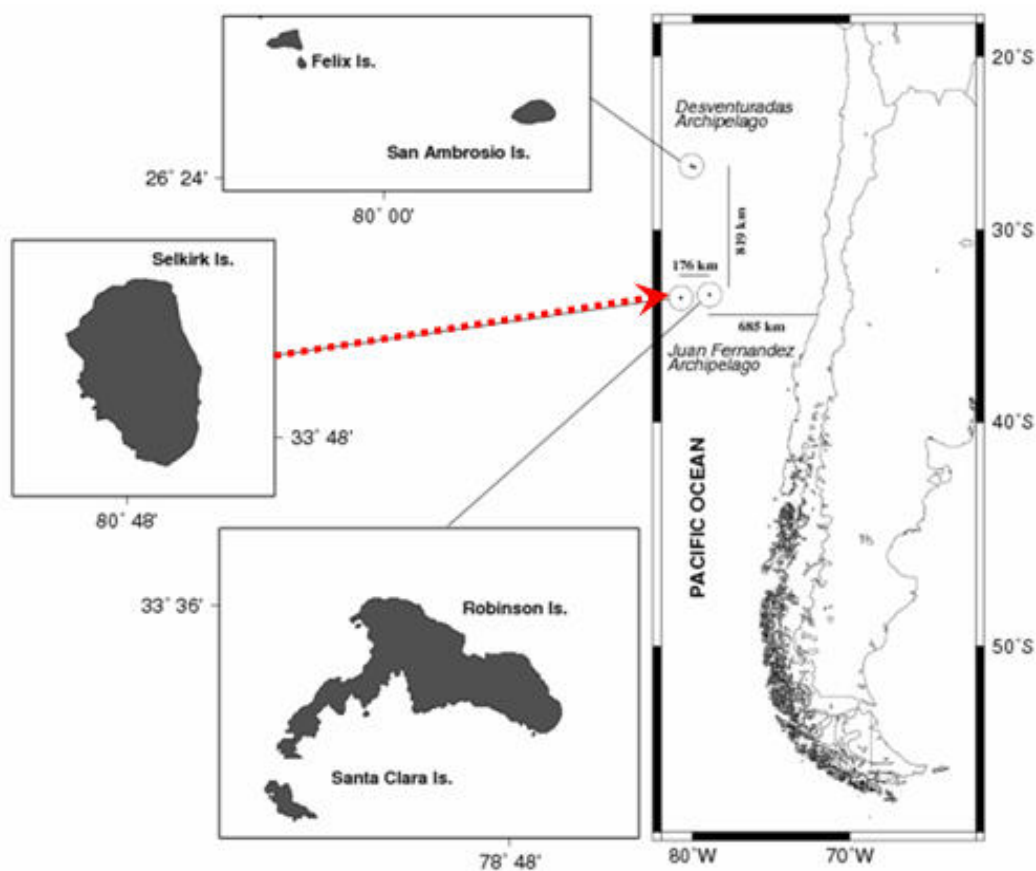 Felix Is.
San Ambrosio Is.
26° 24'
80° 00'
Selkirk Is.
33° 48'
80° 48'
Robinson Is.
33° 36'
Santa Clara Is.
78° 48'
Desventuradas
Archipelago
819 km
176 km
685 km
Juan Fernandez
Archipelago
PACIFIC OCEAN
20°S
30°S
40°S
50°S
80°W
70°W